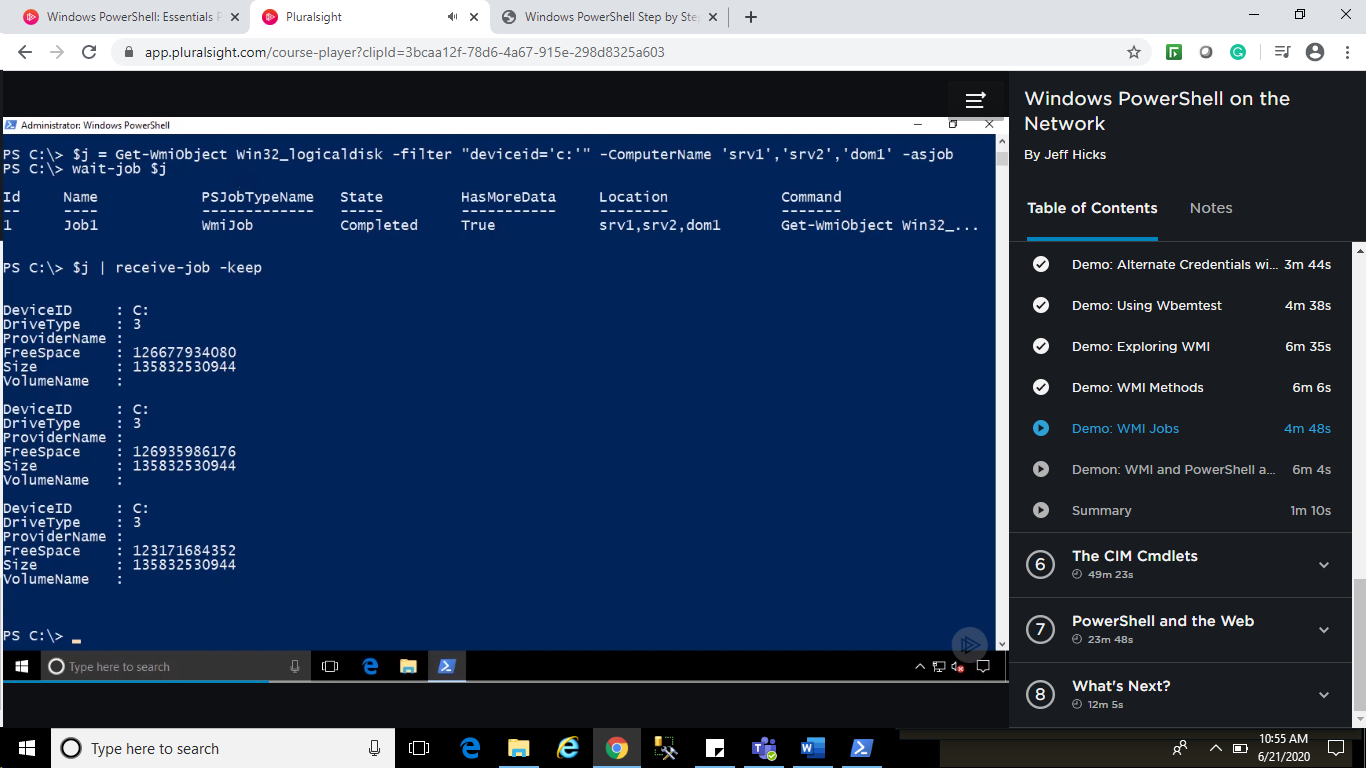 Windows PowerShell: Essentials P
Pluralsight
Windows PowerShell Step by Ste
app.pluralsight.com/course-player?clipId=3bcaa12f-78d6-4a67-915e-298d8325a603
Administrator: Windows PowerShell
PS C:\> $j = Get-WmiObject Win32_logicaldisk -filter "deviceid='c:'" -ComputerName 'srv1','srv2','dom1' -asjob
PS C:\> wait-job $j
Id Name PSJobTypeName State HasMoreData Location Command
-- ---- ------------- ----- ----------- -------- -------
1 Job1 WmiJob Completed True srv1,srv2,dom1 Get-WmiObject Win32_...
PS C:\> $j | receive-job -keep
DeviceID : C:
DriveType : 3
ProviderName :
FreeSpace : 126677934080
Size : 135832530944
VolumeName :
DeviceID : C:
DriveType : 3
ProviderName :
FreeSpace : 126935986176
Size : 135832530944
VolumeName :
DeviceID : C:
DriveType : 3
ProviderName :
FreeSpace : 123171684352
Size : 135832530944
VolumeName :
PS C:\> _
Type here to search
Windows PowerShell on the
Network
By Jeff Hicks
Table of Contents Notes
Demo: Alternate Credentials wi... 3m 44s
Demo: Using Wbemtest 4m 38s
Demo: Exploring WMI 6m 35s
Demo: WMI Methods 6m 6s
Demo: WMI Jobs 4m 48s
Demon: WMI and PowerShell a... 6m 4s
Summary 1m 10s
6 The CIM Cmdlets
49m 23s
7 PowerShell and the Web
23m 48s
8 What's Next?
12m 5s
Type here to search
10:55 AM
6/21/2020